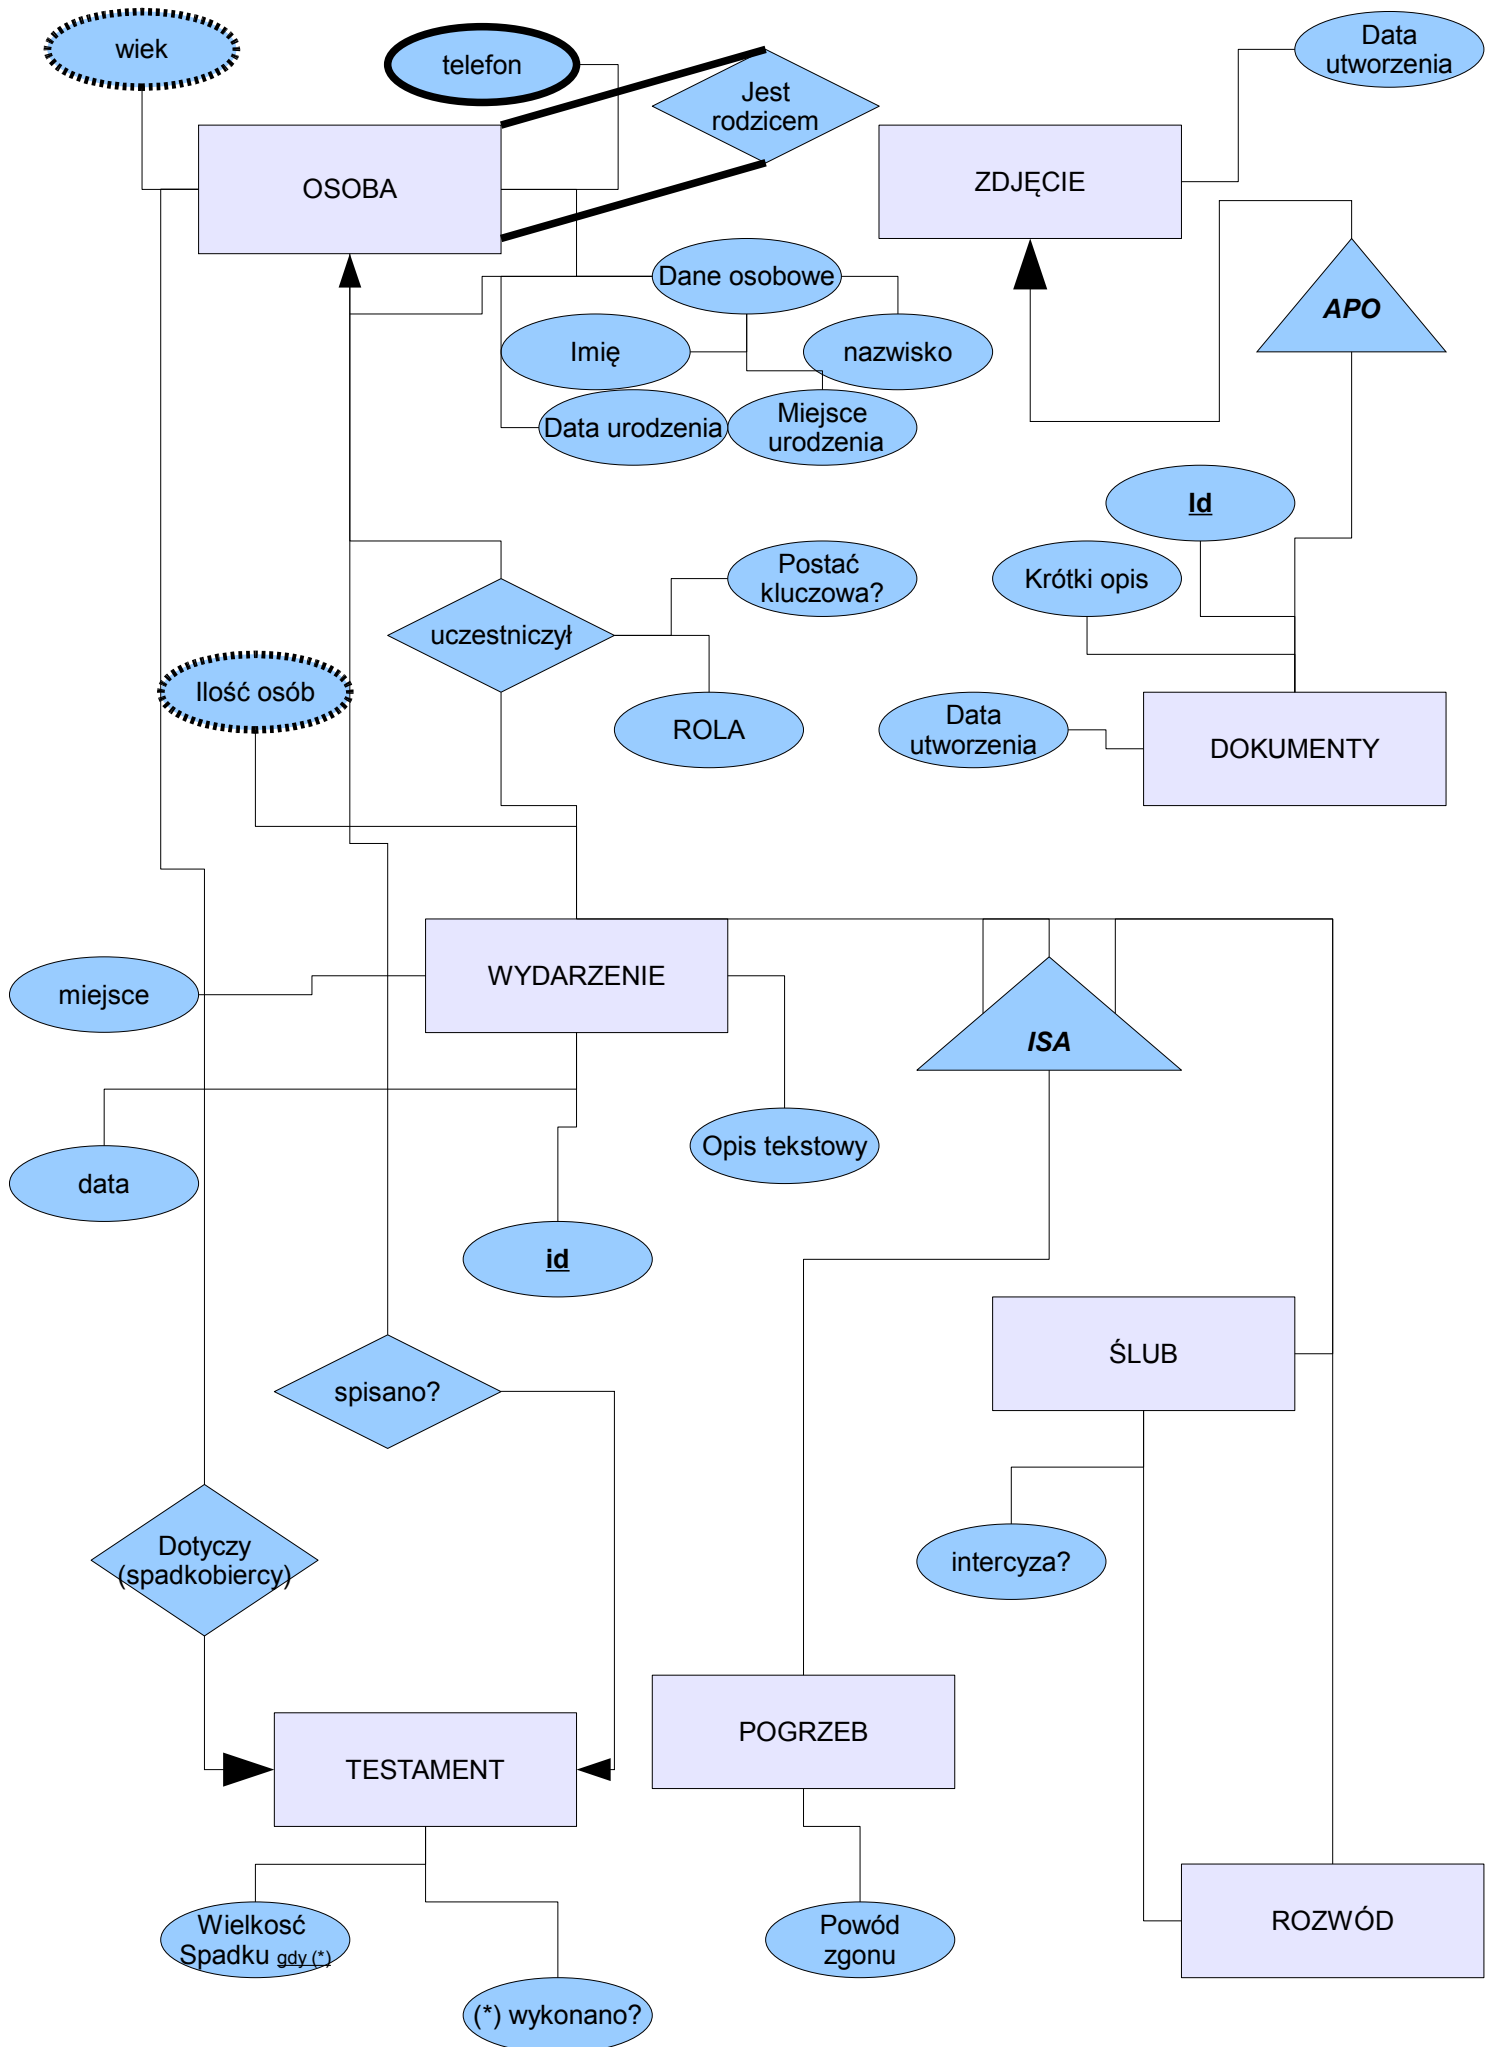 wiek
telefon
Data
utworzenia
Jest
rodzicem
OSOBA
ZDJĘCIE
Dane osobowe
APO
Imię
nazwisko
Data urodzenia
Miejsce
urodzenia
Id
Postać
kluczowa?
Krótki opis
uczestniczył
Ilość osób
ROLA
Data
utworzenia
DOKUMENTY
WYDARZENIE
miejsce
ISA
Opis tekstowy
data
id
ŚLUB
spisano?
Dotyczy
(spadkobiercy)
intercyza?
POGRZEB
TESTAMENT
Wielkosć
Spadku gdy (*)
Powód
zgonu
ROZWÓD
(*) wykonano?